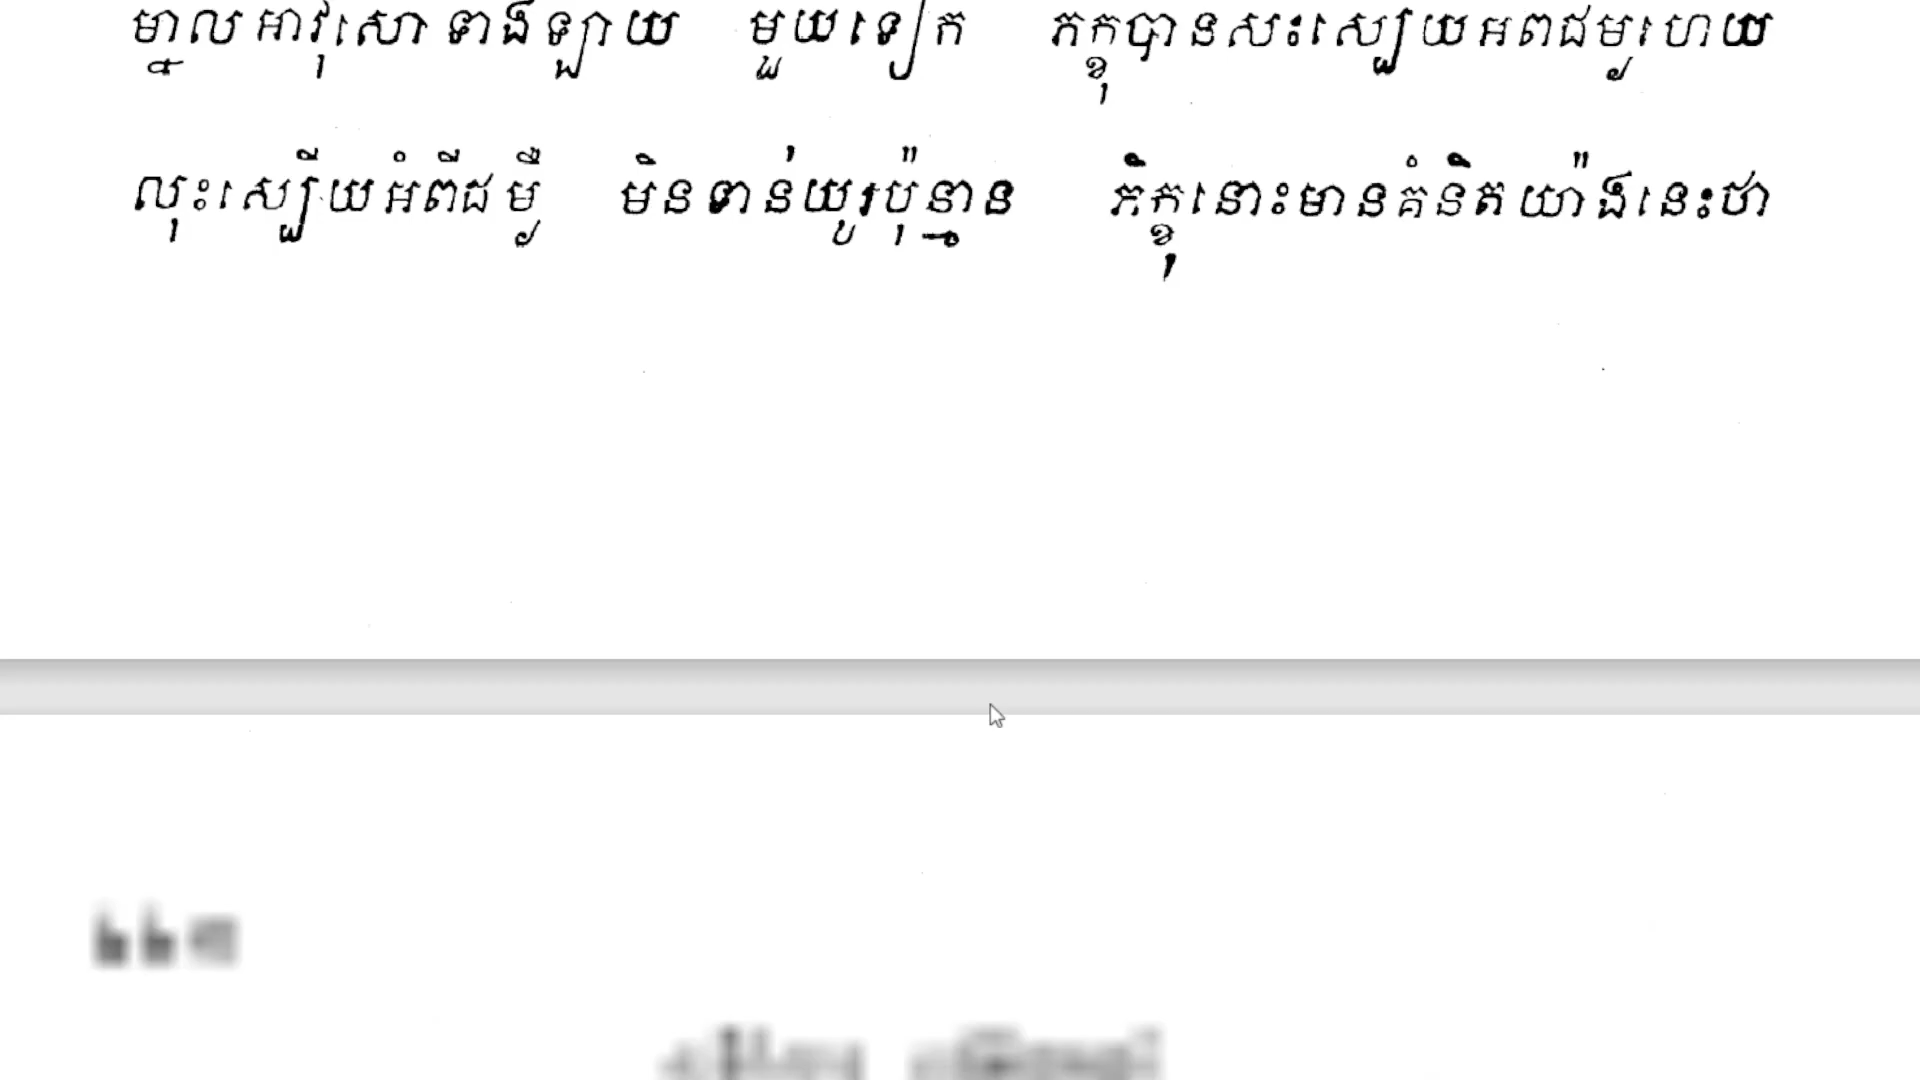 ម្នាលអាវុសោទាំងឡាយ មួយទៀត ភិក្ខុបានសះស្បើយអំពីជម្ងឺហើយ
លុះស្បើយអំពីជម្ងឺ មិនទាន់យូរប៉ុន្មាន ភិក្ខុនោះមានគំនិតយ៉ាងនេះថា